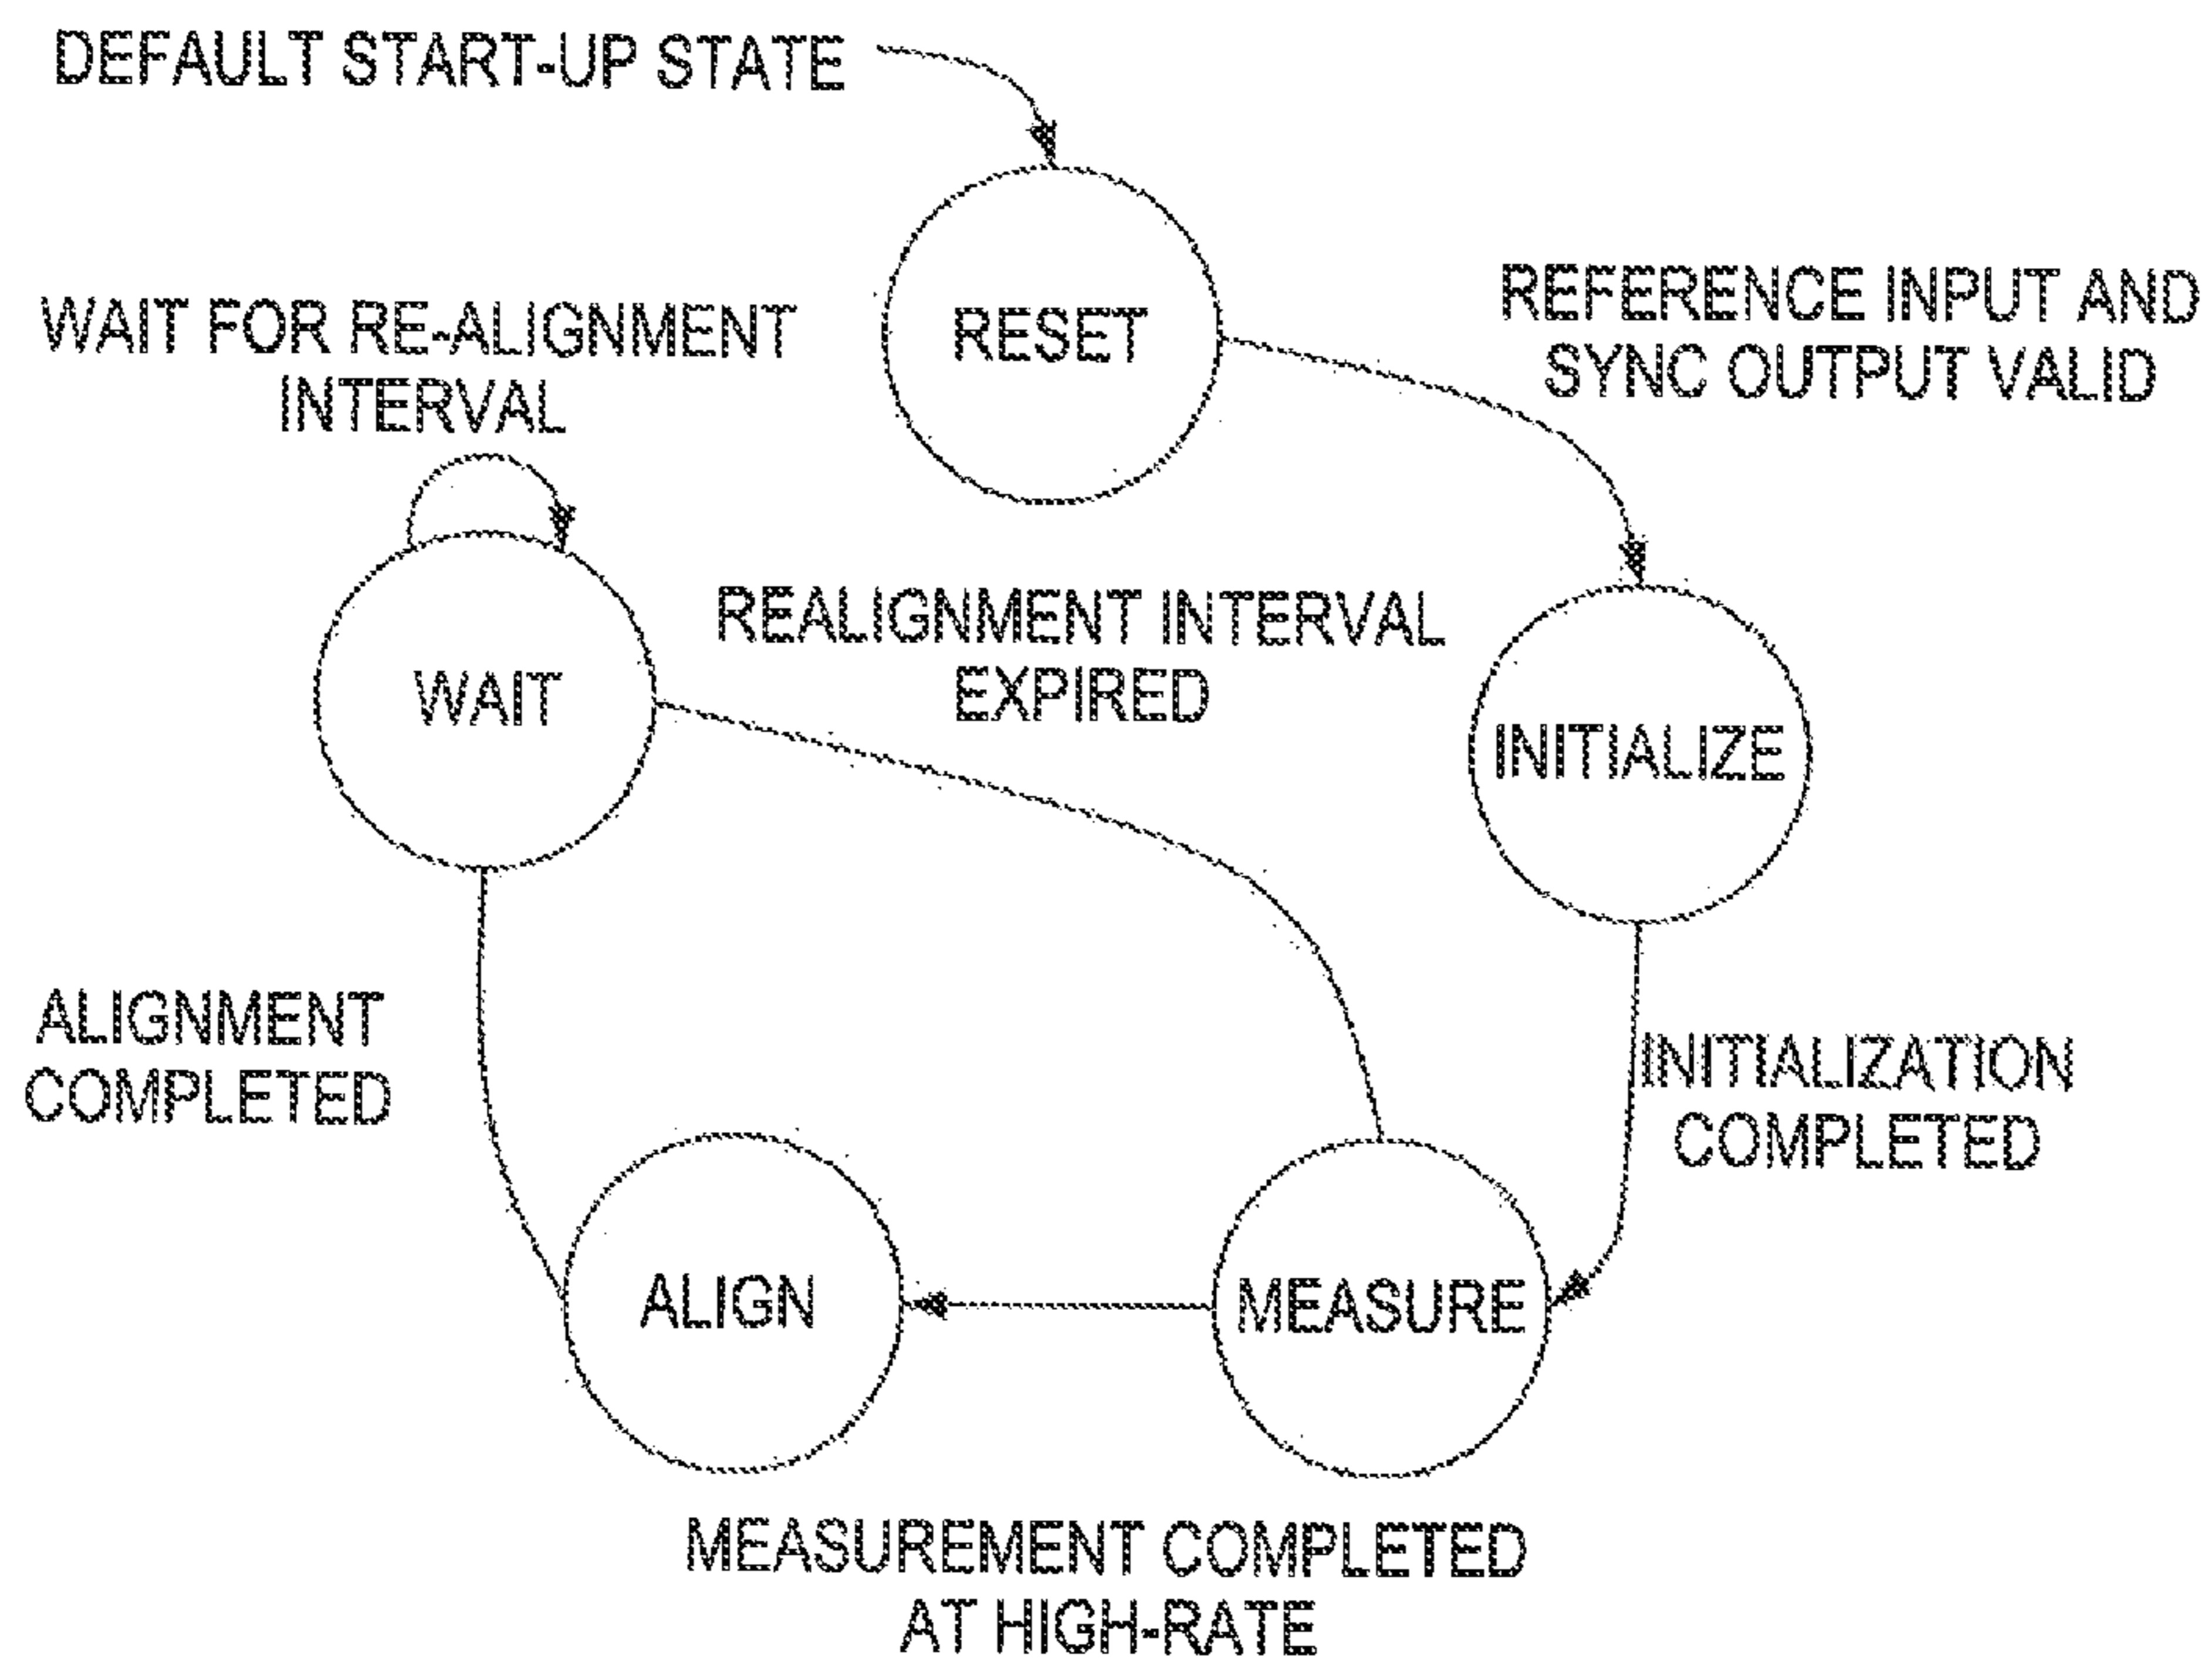 DEFAULT START-UP STATE
RESET
REFERENCE INPUT AND
SYNC OUTPUT VALID
WAIT FOR RE-ALIGNMENT
INTERVAL
WAIT
REALIGNMENT INTERVAL
EXPIRED
INITIALIZE
ALIGNMENT
COMPLETED
INITIALIZATION
COMPLETED
ALIGN
MEASURE
MEASUREMENT COMPLETED
AT HIGH-RATE